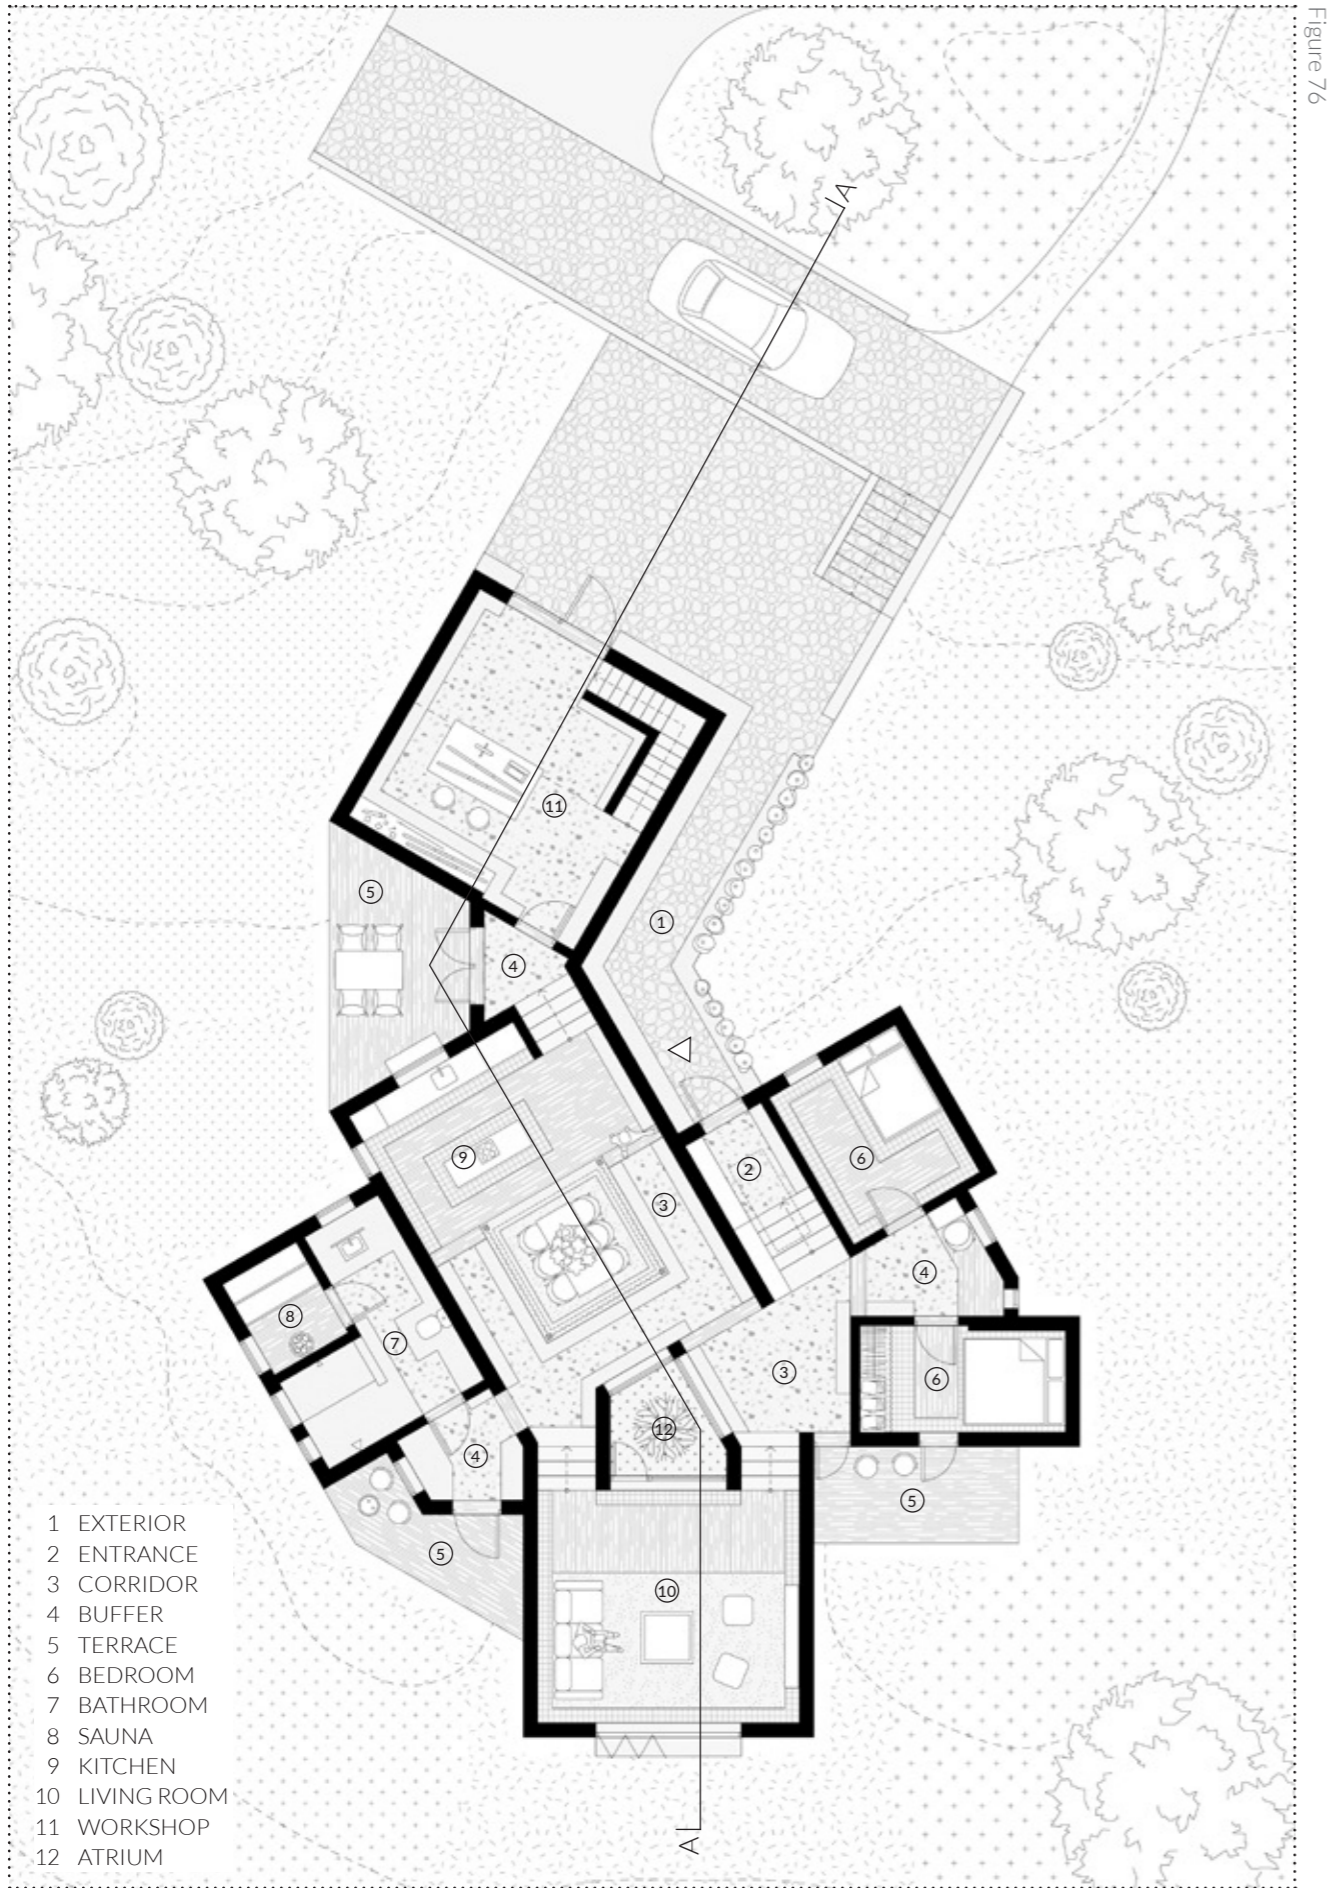 Figure 76
A
11
5
1
4
9
2
6
3
4
8
7
3
6
12
4
5
5
10
1 EXTERIOR
2 ENTRANCE
3 CORRIDOR
4 BUFFER
5 TERRACE
6 BEDROOM
7 BATHROOM
8 SAUNA
9 KITCHEN
10 LIVING ROOM
11 WORKSHOP
12 ATRIUM
A